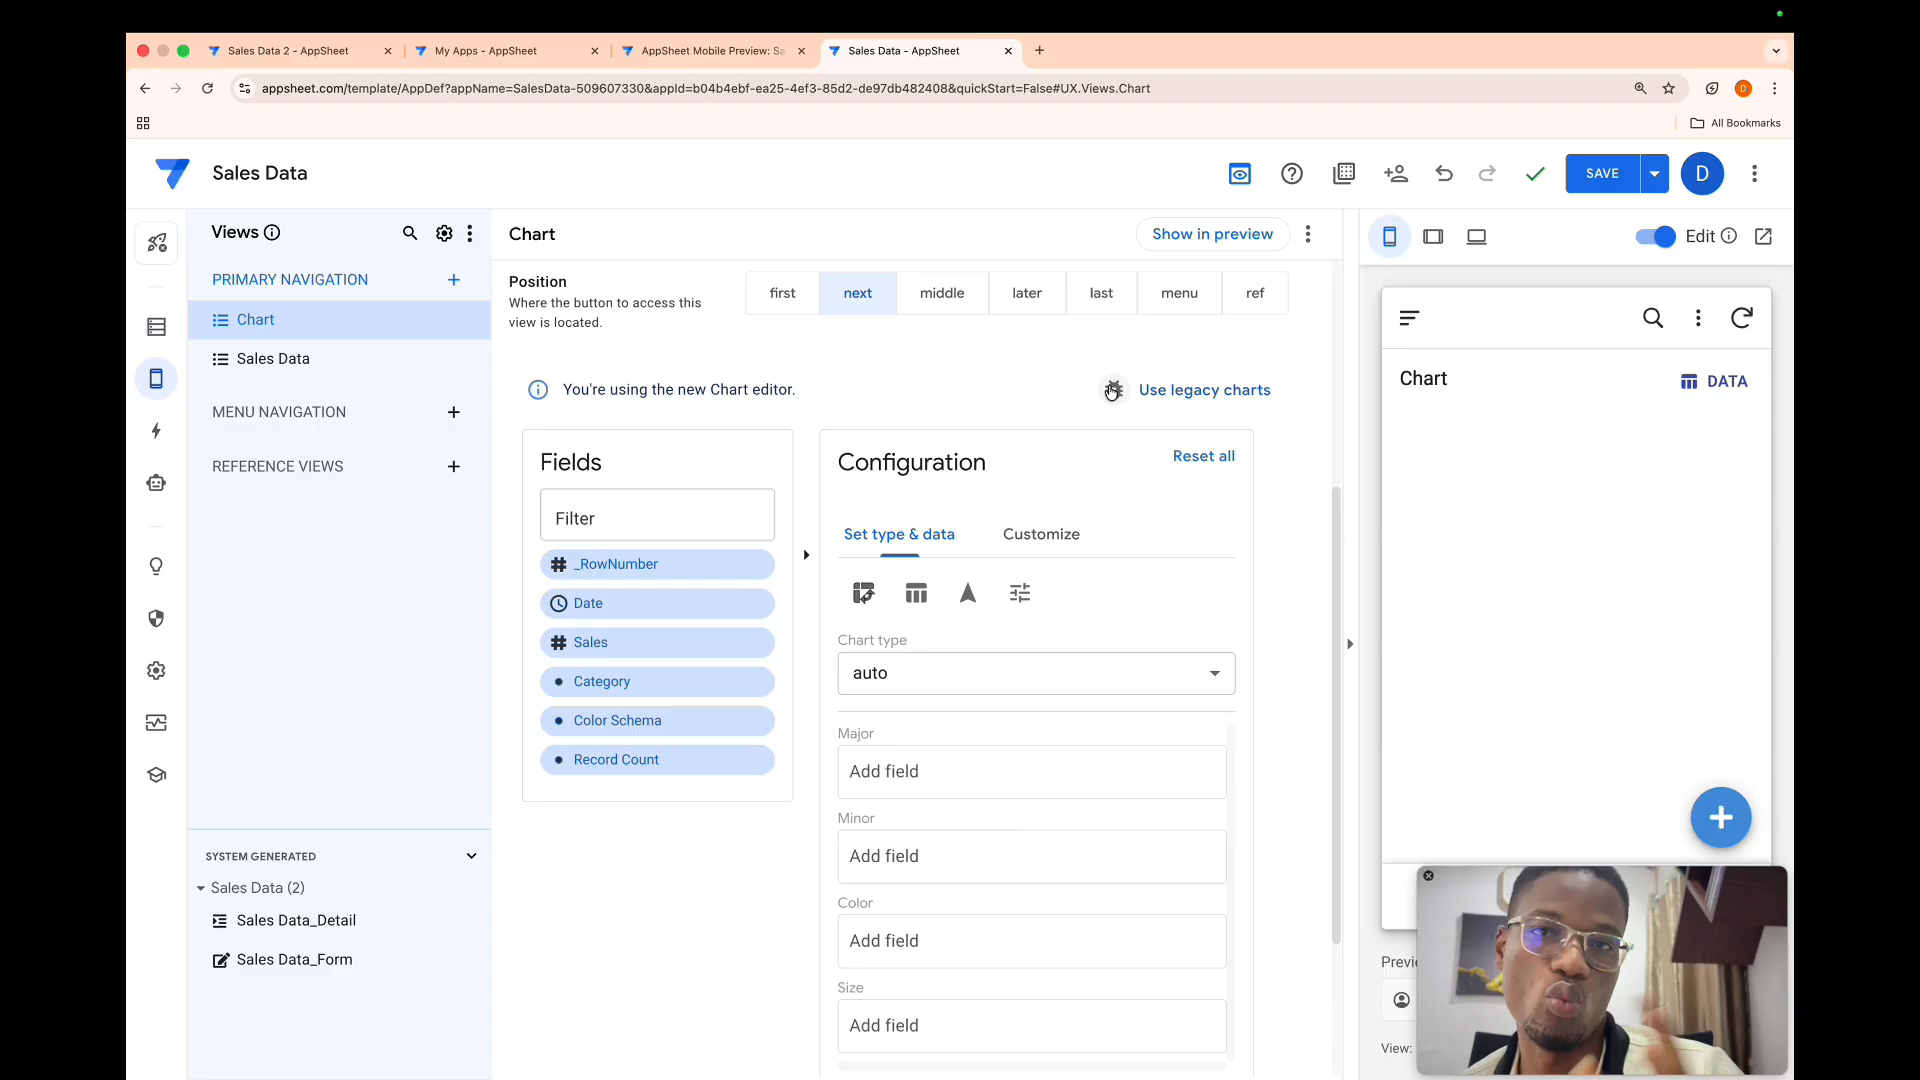 Sales Data 2 - AppSheet
My Apps - AppSheet
AppSheet Mobile Preview: Sa
Sales Data - AppSheet
appsheet.com/template/AppDef?appName=SalesData-509607330&appId=b04b4ebf-ea25-4ef3-85d2-de97db482408&quickStart=False#UX.Views.Chart
D
All Bookmarks
Sales Data
SAVE
D
Views
Chart
Show in preview
Edit
PRIMARY NAVIGATION
Chart
Sales Data
MENU NAVIGATION
REFERENCE VIEWS
SYSTEM GENERATED
Sales Data (2)
Sales Data_Detail
Sales Data_Form
Position
Where the button to access this
view is located.
first
next
middle
later
last
menu
ref
You're using the new Chart editor.
Use legacy charts
Fields
Filter
_RowNumber
Date
Sales
Category
Color Schema
Record Count
Configuration
Reset all
Set type & data
Customize
Chart type
auto
Major
Add field
Minor
Add field
Color
Add field
Size
Add field
Chart
DATA
Previe
View: